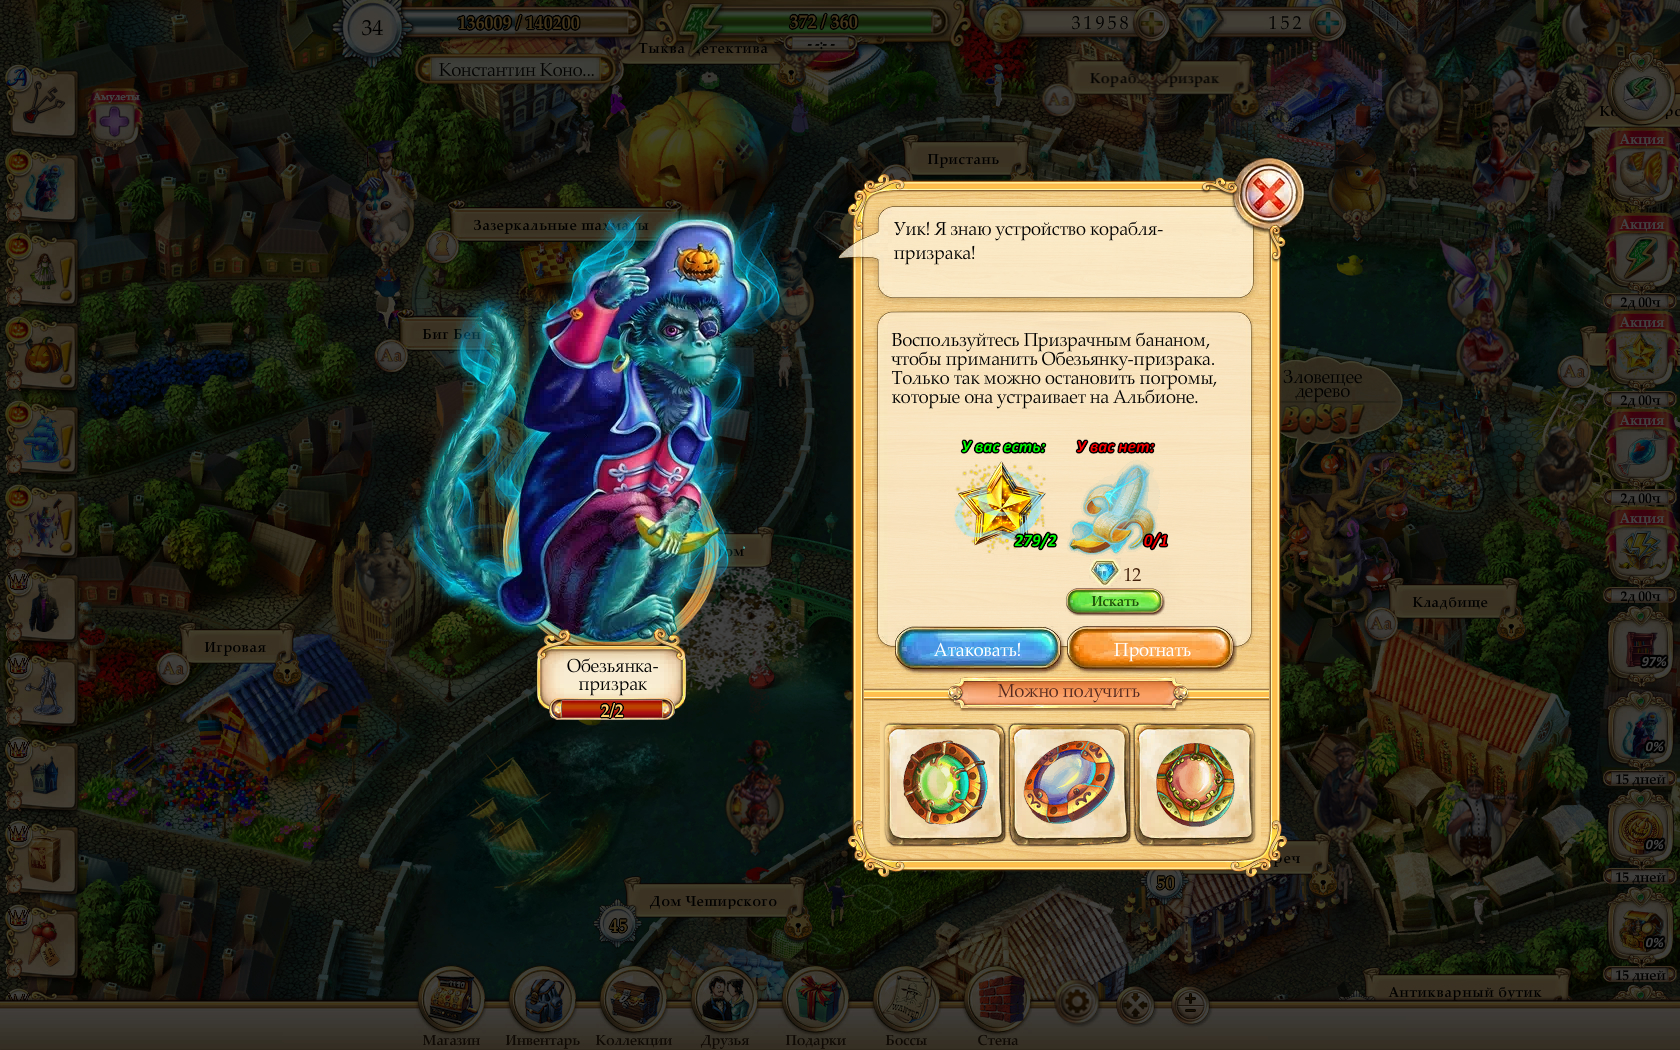 34
136009 / 140200
372 / 360
31958
152
Тыква детектива
Константин Коно...
Амулеты
Пристань
Зазеркальные шахматы
Биг Бен
Акция
Акция
2д 00ч
Акция
2д 00ч
Акция
2д 00ч
Акция
2д 00ч
97%
0%
15 дней
0%
15 дней
0%
15 дней
Уик! Я знаю устройство корабля-
призрака!
Воспользуйтесь Призрачным бананом,
чтобы приманить Обезьянку-призрака.
Только так можно остановить погромы,
которые она устраивает на Альбионе.
У вас есть:
У вас нет:
279/2
0/1
12
Искать
Атаковать!
Прогнать
Можно получить
Обезьянка-
призрак
2/2
Зловещее
дерево
BOSS!
Кладбище
Игровая
Дом Чеширского
45
50
Антикварный бутик
Магазин
Инвентарь
Коллекции
Друзья
Подарки
Боссы
Стена